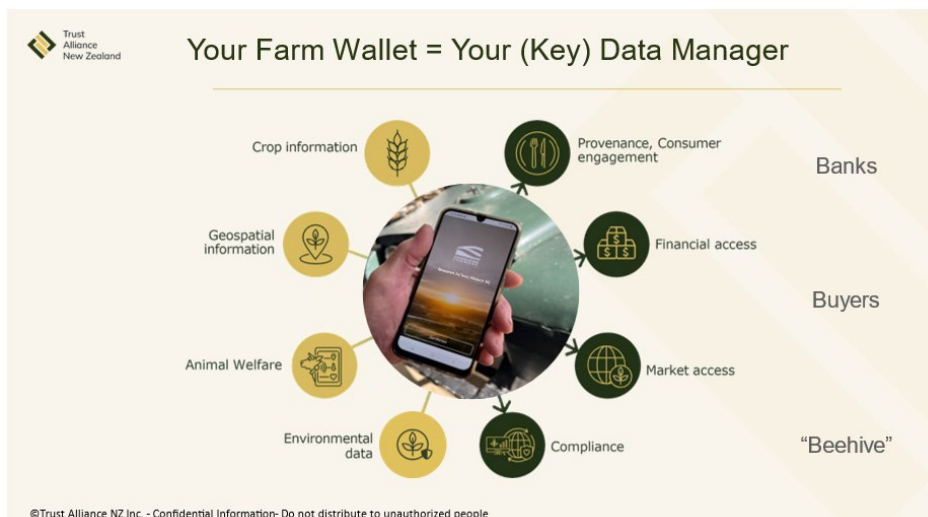 Trust
Alliance
New Zealand
Your Farm Wallet = Your (Key) Data Manager
Crop information
Provenance, Consumer
engagement
Banks
Geospatial
information
Financial access
Buyers
Animal Welfare
Market access
Environmental
data
Compliance
“Beehive”
©Trust Alliance NZ Inc. - Confidential Information- Do not distribute to unauthorized people